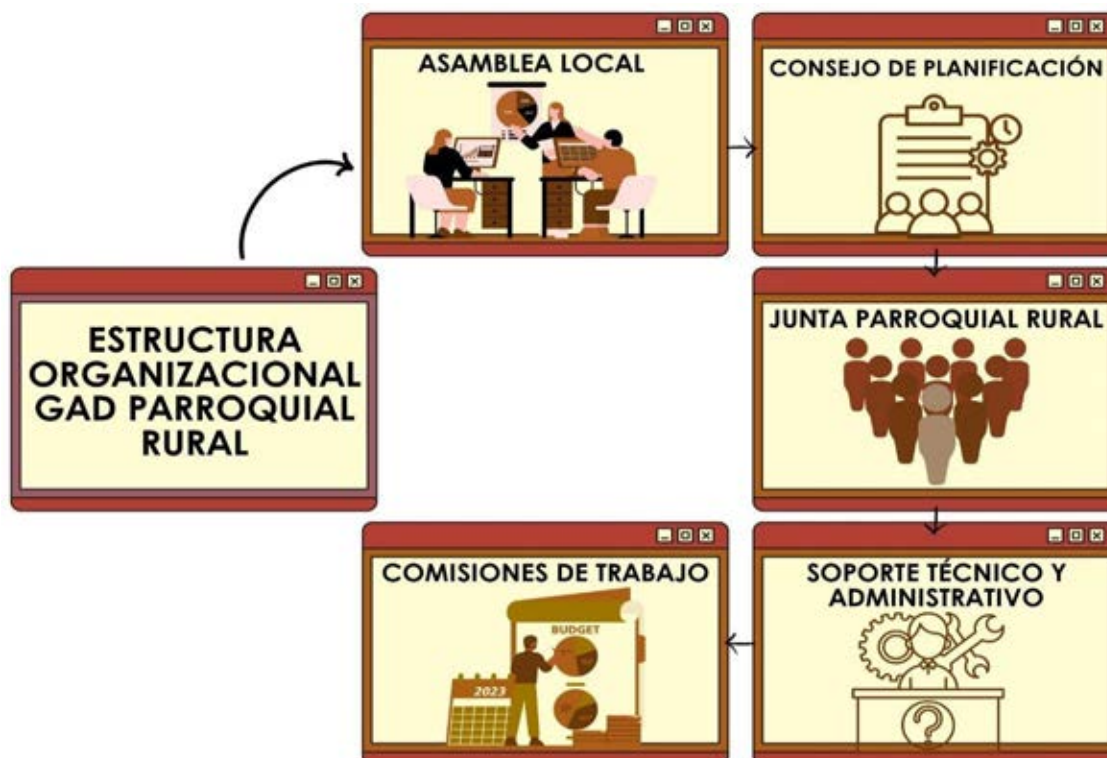 ESTRUCTURA
ORGANIZACIONAL
GAD PARROQUIAL
RURAL
ASAMBLEA LOCAL
CONSEJO DE PLANIFICACIÓN
JUNTA PARROQUIAL RURAL
SOPORTE TÉCNICO Y
ADMINISTRATIVO
?
COMISIONES DE TRABAJO
BUDGET
2023